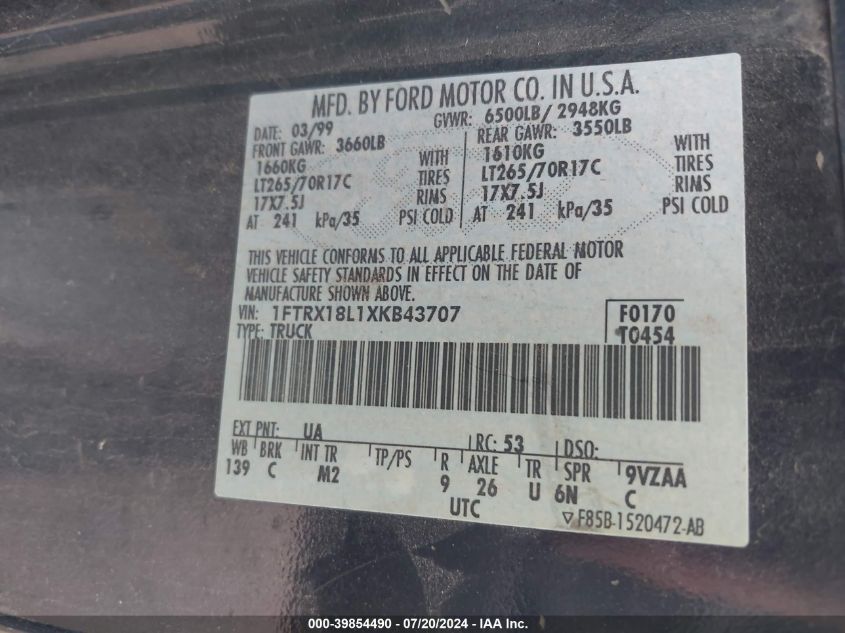 MFD. BY FORD MOTOR CO. IN U.S.A.
DATE: 03/99 GVWR: 6500LB/ 2948KG
FRONT GAWR: 3660LB REAR GAWR: 3550LB
1660KG WITH 1610KG WITH
LT265/70R17C TIRES LT265/70R17C TIRES
17X7.5J RIMS 17X7.5J RIMS
AT 241 kPa/35 PSI COLD AT 241 kPa/35 PSI COLD
THIS VEHICLE CONFORMS TO ALL APPLICABLE FEDERAL MOTOR
VEHICLE SAFETY STANDARDS IN EFFECT ON THE DATE OF
MANUFACTURE SHOWN ABOVE.
VIN: 1FTRX18L1XKB43707 F0170
TYPE: TRUCK T0454
EXT PNT: UA RC: 53 DSO:
WB BRK INT TR TP/PS R AXLE TR SPR 9VZAA
139 C M2 9 26 U 6N C
UTC F85B-1520472-AB
000-39854490 - 07/20/2024 - IAA Inc.